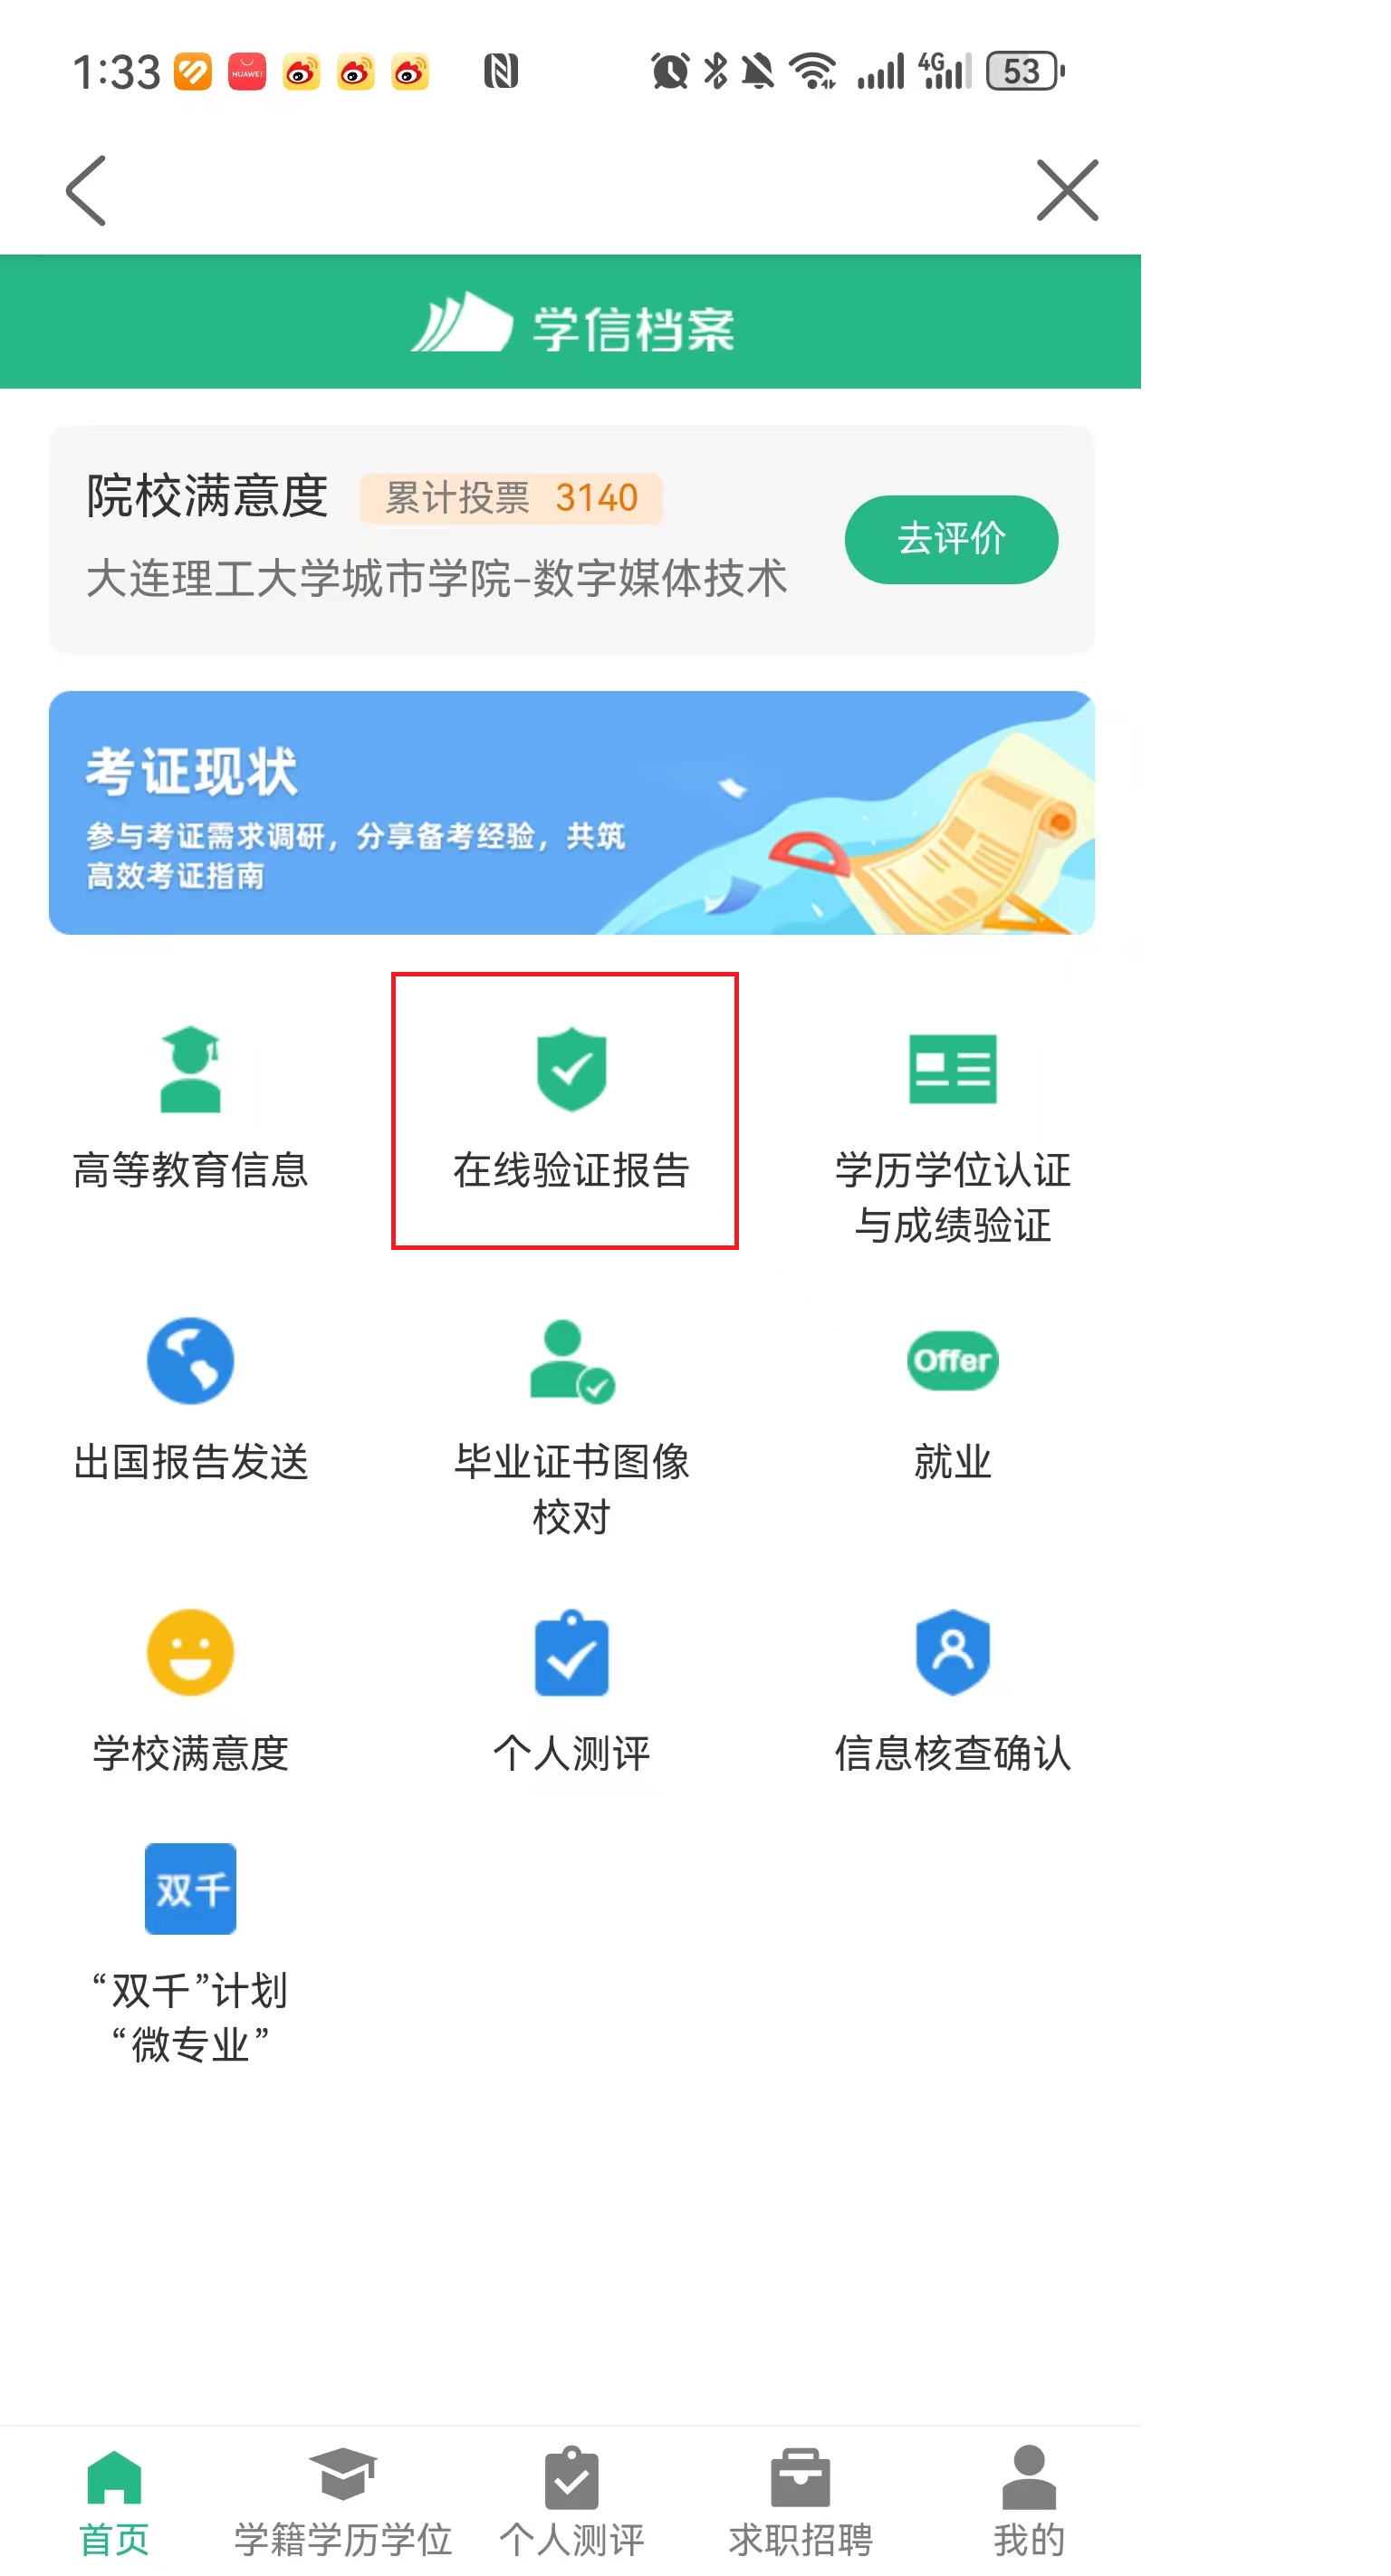 1:33
HUAWEI
4G
53
学信档案
院校满意度 累计投票 3140
去评价
大连理工大学城市学院-数字媒体技术
考证现状
参与考证需求调研，分享备考经验，共筑
高效考证指南
高等教育信息
在线验证报告
学历学位认证
与成绩验证
出国报告发送
毕业证书图像
校对
Offer
就业
学校满意度
个人测评
信息核查确认
双千
“双千”计划
“微专业”
首页
学籍学历学位
个人测评
求职招聘
我的